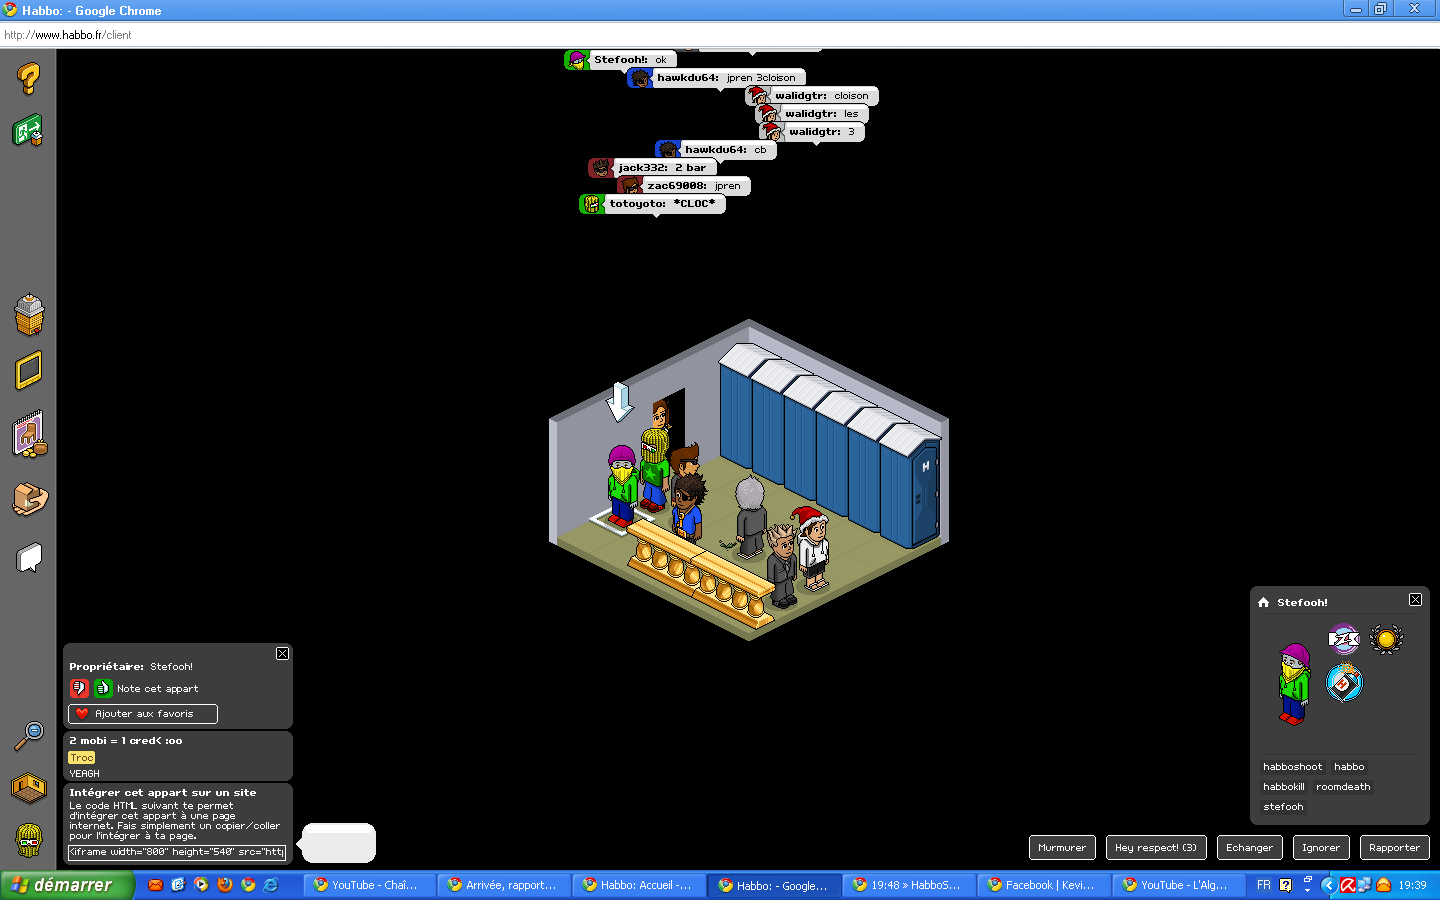 Habbo: - Google Chrome
http://www.habbo.fr/client
Stefooh!: ok
hawkdu64: jpren 3cloison
walidgtr: cloison
walidgtr: les
walidgtr: 3
hawkdu64: cb
jack332: 2 bar
zac69008: jpren
totoyoto: *CLOC*
H
Stefooh!
habboshoot habbo
habbokill roomdeath
stefooh
Propriétaire: Stefooh!
Note cet appart
Ajouter aux favoris
2 mobi = 1 cred< :oo
Troc
YEAGH
Intégrer cet appart sur un site
Le code HTML suivant te permet
d'intégrer cet appart à une page
internet. Fais simplement un copier/coller
pour l'intégrer à ta page.
<iframe width="800" height="540" src="htt
Murmurer Hey respect! (3) Echanger Ignorer Rapporter
démarrer YouTube - Chaî... Arrivée, rapport... Habbo: Accueil -... Habbo: - Google... 19:48 » HabboS... Facebook | Kevi... YouTube - L'Alg... FR 19:39